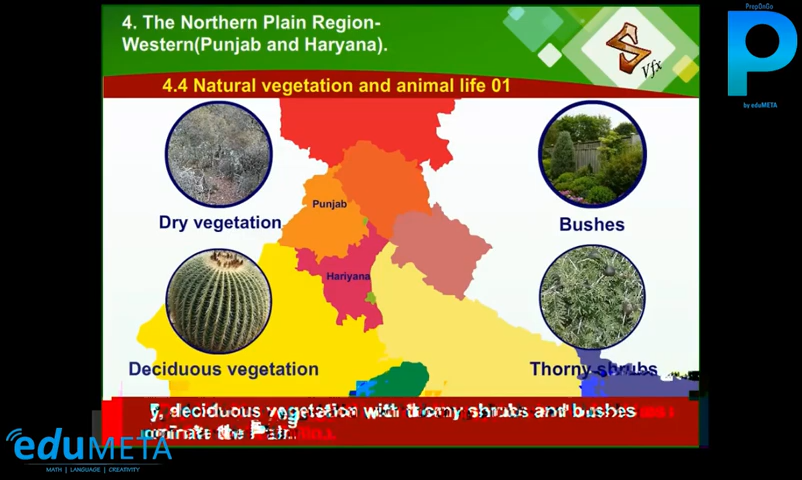 4. The Northern Plain Region-
Western(Punjab and Haryana).
Vfx
PrepOnGo
P
by eduMETA
4.4 Natural vegetation and animal life 01
Punjab
Dry vegetation
Bushes
Hariyana
Deciduous vegetation
Thorny shrubs
y, deciduous vegetation with thorny shrubs and bushes
the
eduMETA
MATH | LANGUAGE | CREATIVITY